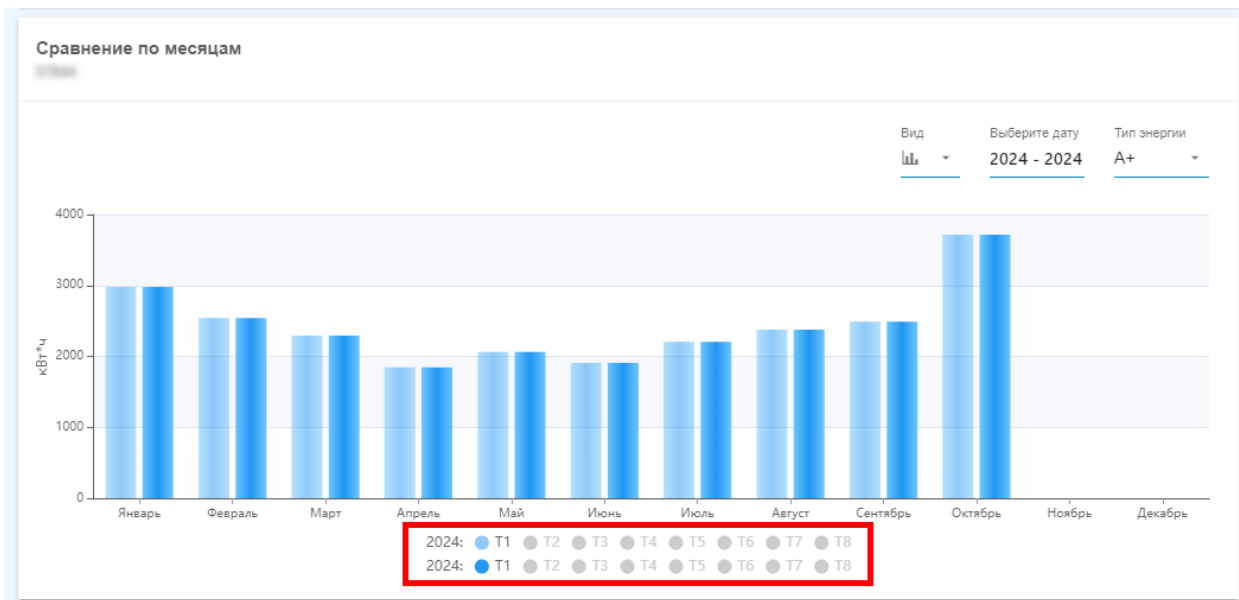 Сравнение по месяцам
Вид
Выберите дату
Тип энергии
2024 - 2024
A+
4000
3000
2000
1000
0
кВт*ч
Январь Февраль Март Апрель Май Июнь Июль Август Сентябрь Октябрь Ноябрь Декабрь
2024: T1 T2 T3 T4 T5 T6 T7 T8
2024: T1 T2 T3 T4 T5 T6 T7 T8